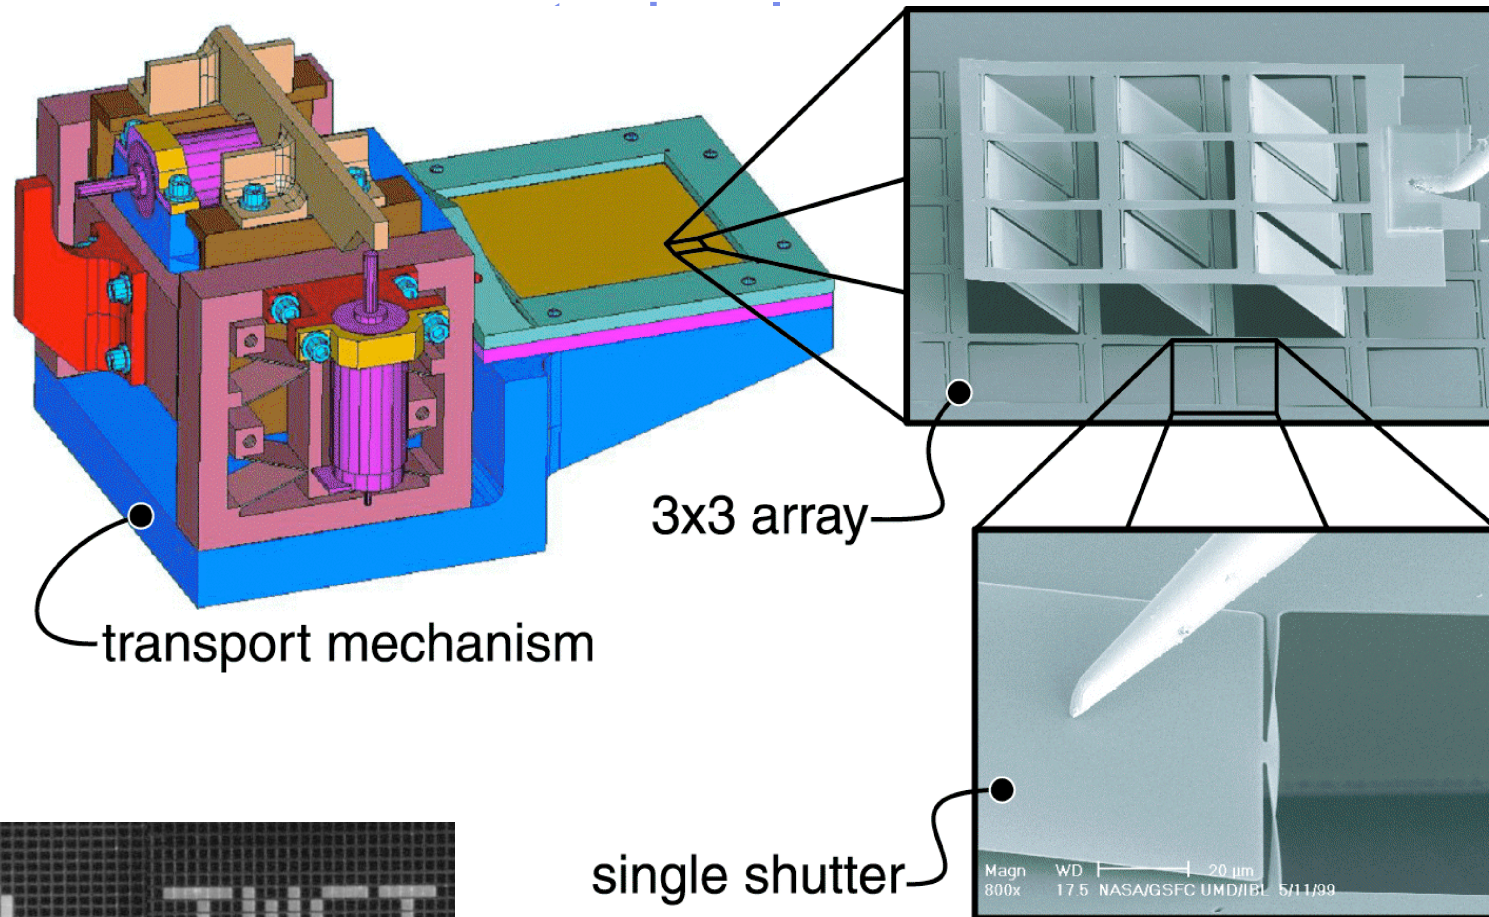 3x3 array
transport mechanism
single shutter
Magn WD 20 µm
800x 17.5 NASA/GSFC UMD/IBL 5/11/99